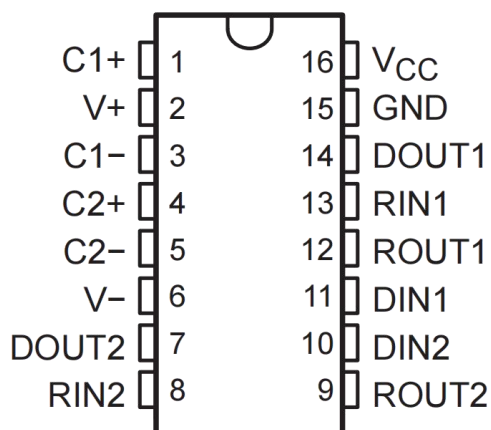 C1+ 1 16 VCC
V+ 2 15 GND
C1− 3 14 DOUT1
C2+ 4 13 RIN1
C2− 5 12 ROUT1
V− 6 11 DIN1
DOUT2 7 10 DIN2
RIN2 8 9 ROUT2